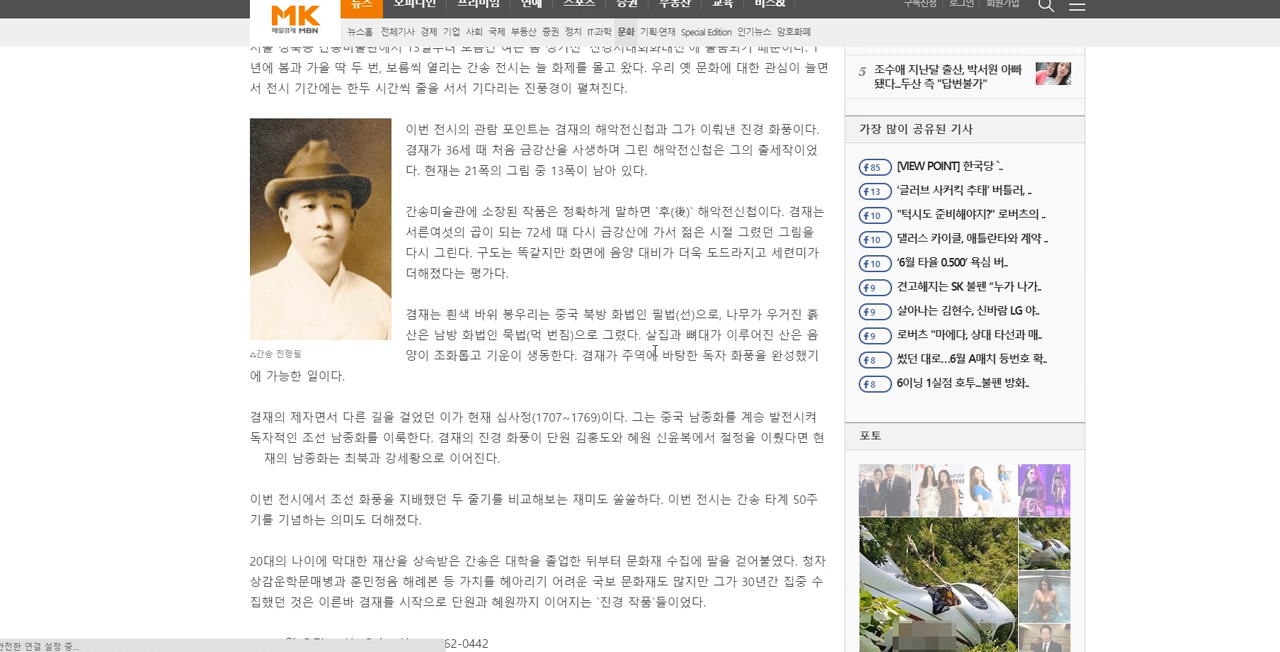 MK
매일경제 MBN
뉴스 오피니언 프리미엄 연예 스포츠 증권 부동산 교육 비즈&
구독신청 로그인 회원가입
뉴스홈 전체기사 경제 기업 사회 국제 부동산 증권 정치 IT·과학 문화 기획·연재 Special Edition 인기뉴스 암호화폐
년에 봄과 가을 딱 두 번, 보름씩 열리는 간송 전시는 늘 화제를 몰고 왔다. 우리 옛 문화에 대한 관심이 늘면
서 전시 기간에는 한두 시간씩 줄을 서서 기다리는 진풍경이 펼쳐진다.
이번 전시의 관람 포인트는 겸재의 해악전신첩과 그가 이뤄낸 진경 화풍이다.
겸재가 36세 때 처음 금강산을 사생하며 그린 해악전신첩은 그의 출세작이었
다. 현재는 21폭의 그림 중 13폭이 남아 있다.
간송미술관에 소장된 작품은 정확하게 말하면 `후(後)` 해악전신첩이다. 겸재는
서른여섯의 곱이 되는 72세 때 다시 금강산에 가서 젊은 시절 그렸던 그림을
다시 그린다. 구도는 똑같지만 화면에 음양 대비가 더욱 도드라지고 세련미가
더해졌다는 평가다.
겸재는 흰색 바위 봉우리는 중국 북방 화법인 필법(선)으로, 나무가 우거진 흙
산은 남방 화법인 묵법(먹 번짐)으로 그렸다. 살집과 뼈대가 이루어진 산은 음
양이 조화롭고 기운이 생동한다. 겸재가 주역에 바탕한 독자 화풍을 완성했기
에 가능한 일이다.
△간송 전형필
겸재의 제자면서 다른 길을 걸었던 이가 현재 심사정(1707~1769)이다. 그는 중국 남종화를 계승 발전시켜
독자적인 조선 남종화를 이룩한다. 겸재의 진경 화풍이 단원 김홍도와 혜원 신윤복에서 절정을 이뤘다면 현
재의 남종화는 최북과 강세황으로 이어진다.
이번 전시에서 조선 화풍을 지배했던 두 줄기를 비교해보는 재미도 쏠쏠하다. 이번 전시는 간송 타계 50주
기를 기념하는 의미도 더해졌다.
20대의 나이에 막대한 재산을 상속받은 간송은 대학을 졸업한 뒤부터 문화재 수집에 팔을 걷어붙였다. 청자
상감운학문매병과 훈민정음 해례본 등 가치를 헤아리기 어려운 국보 문화재도 많지만 그가 30년간 집중 수
집했던 것은 이른바 겸재를 시작으로 단원과 혜원까지 이어지는 `진경 작품`들이었다.
62-0442
안전한 연결 설정 중...
5 조수애 지난달 출산, 박서원 아빠
됐다..두산 측 "답변불가"
가장 많이 공유된 기사
85 [VIEW POINT] 한국당 `..
13 '글러브 사커킥 추태' 버틀러, ..
10 "턱시도 준비해야지?" 로버츠의 ..
10 댈러스 카이클, 애틀란타와 계약 ..
10 '6월 타율 0.500' 욕심 버..
9 견고해지는 SK 불펜 "누가 나가..
9 살아나는 김현수, 신바람 LG 야..
9 로버츠 "마에다, 상대 타선과 매..
8 썼던 대로…6월 A매치 등번호 확..
8 6이닝 1실점 호투...불펜 방화..
포토